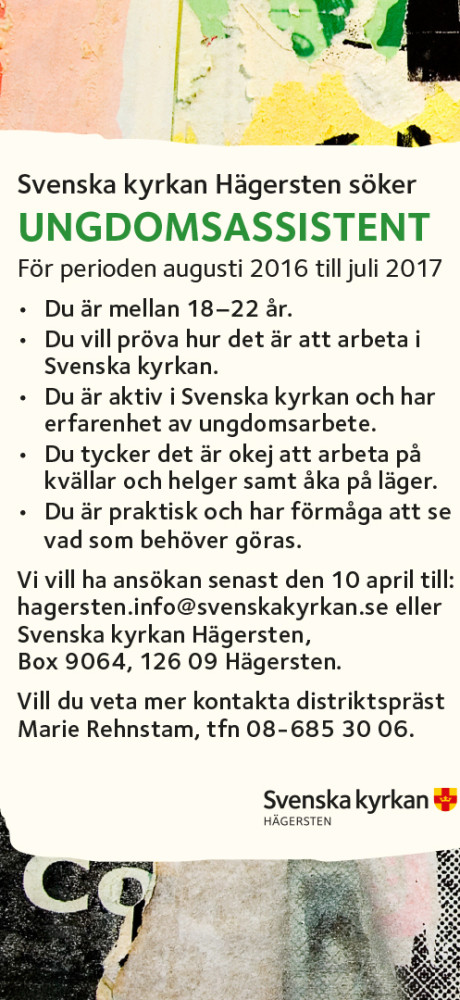 Svenska kyrkan Hägersten söker
UNGDOMSASSISTENT
För perioden augusti 2016 till juli 2017
• Du är mellan 18–22 år.
• Du vill pröva hur det är att arbeta i
Svenska kyrkan.
• Du är aktiv i Svenska kyrkan och har
erfarenhet av ungdomsarbete.
• Du tycker det är okej att arbeta på
kvällar och helger samt åka på läger.
• Du är praktisk och har förmåga att se
vad som behöver göras.
Vi vill ha ansökan senast den 10 april till:
hagersten.info@svenskakyrkan.se eller
Svenska kyrkan Hägersten,
Box 9064, 126 09 Hägersten.
Vill du veta mer kontakta distriktspräst
Marie Rehnstam, tfn 08-685 30 06.
Svenska kyrkan
HÄGERSTEN
Co